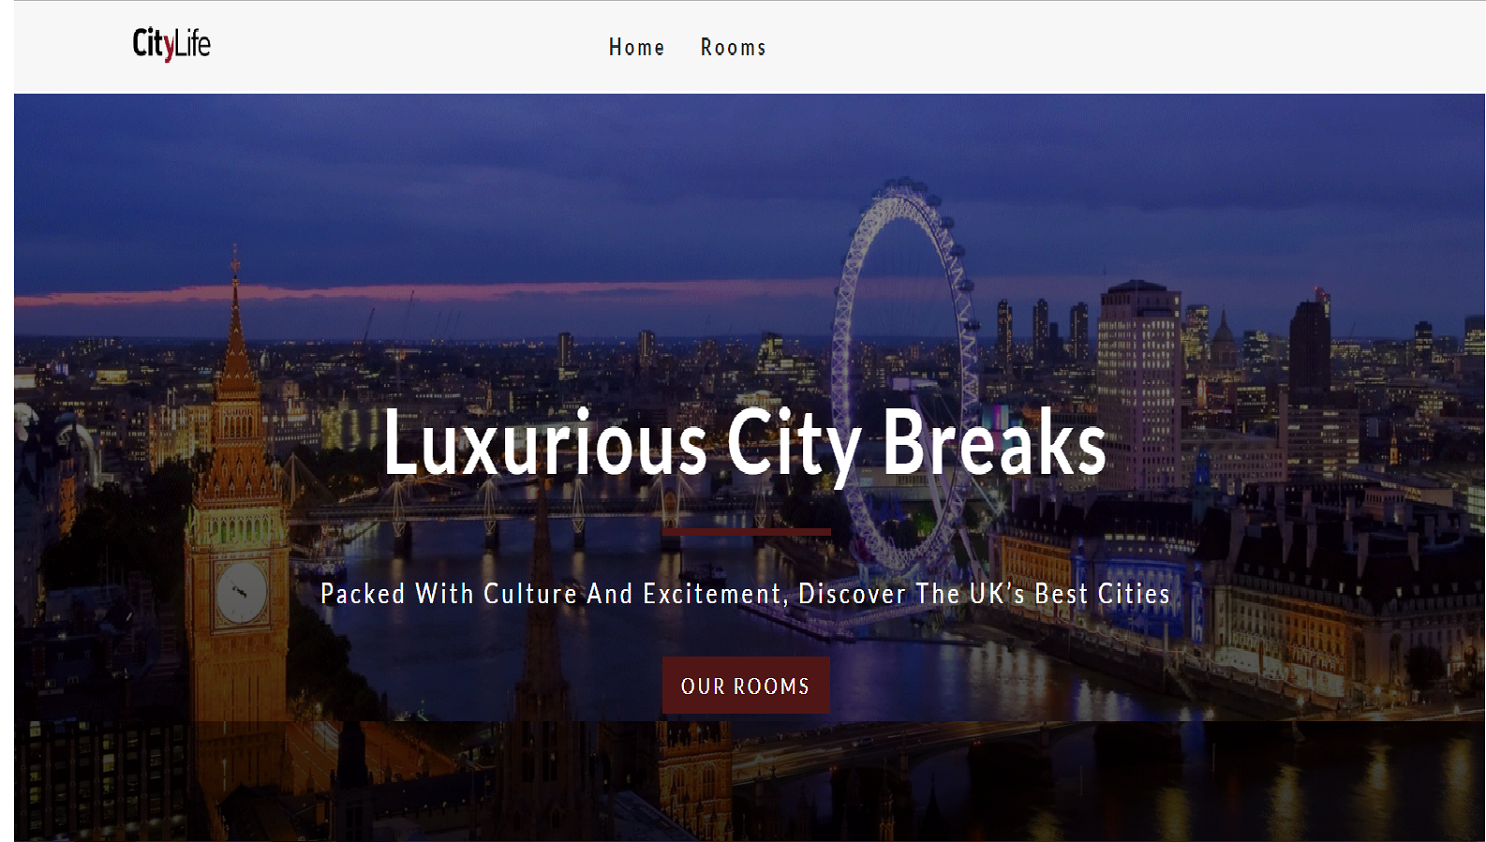 CityLife
Home Rooms
Luxurious City Breaks
Packed With Culture And Excitement, Discover The UK's Best Cities
OUR ROOMS